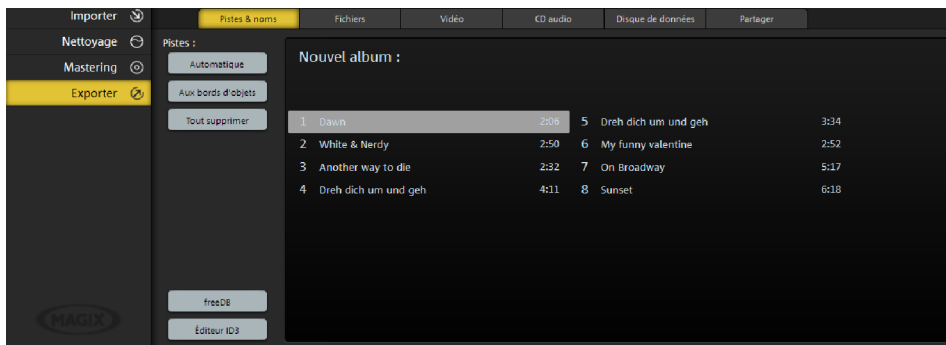 Importer
Nettoyage
Mastering
Exporter
MAGIX
Pistes & noms
Fichiers
Vidéo
CD audio
Disque de données
Partager
Pistes :
Automatique
Aux bords d'objets
Tout supprimer
freeDB
Éditeur ID3
Nouvel album :
1 Dawn 2:06
2 White & Nerdy 2:50
3 Another way to die 2:32
4 Dreh dich um und geh 4:11
5 Dreh dich um und geh 3:34
6 My funny valentine 2:52
7 On Broadway 5:17
8 Sunset 6:18